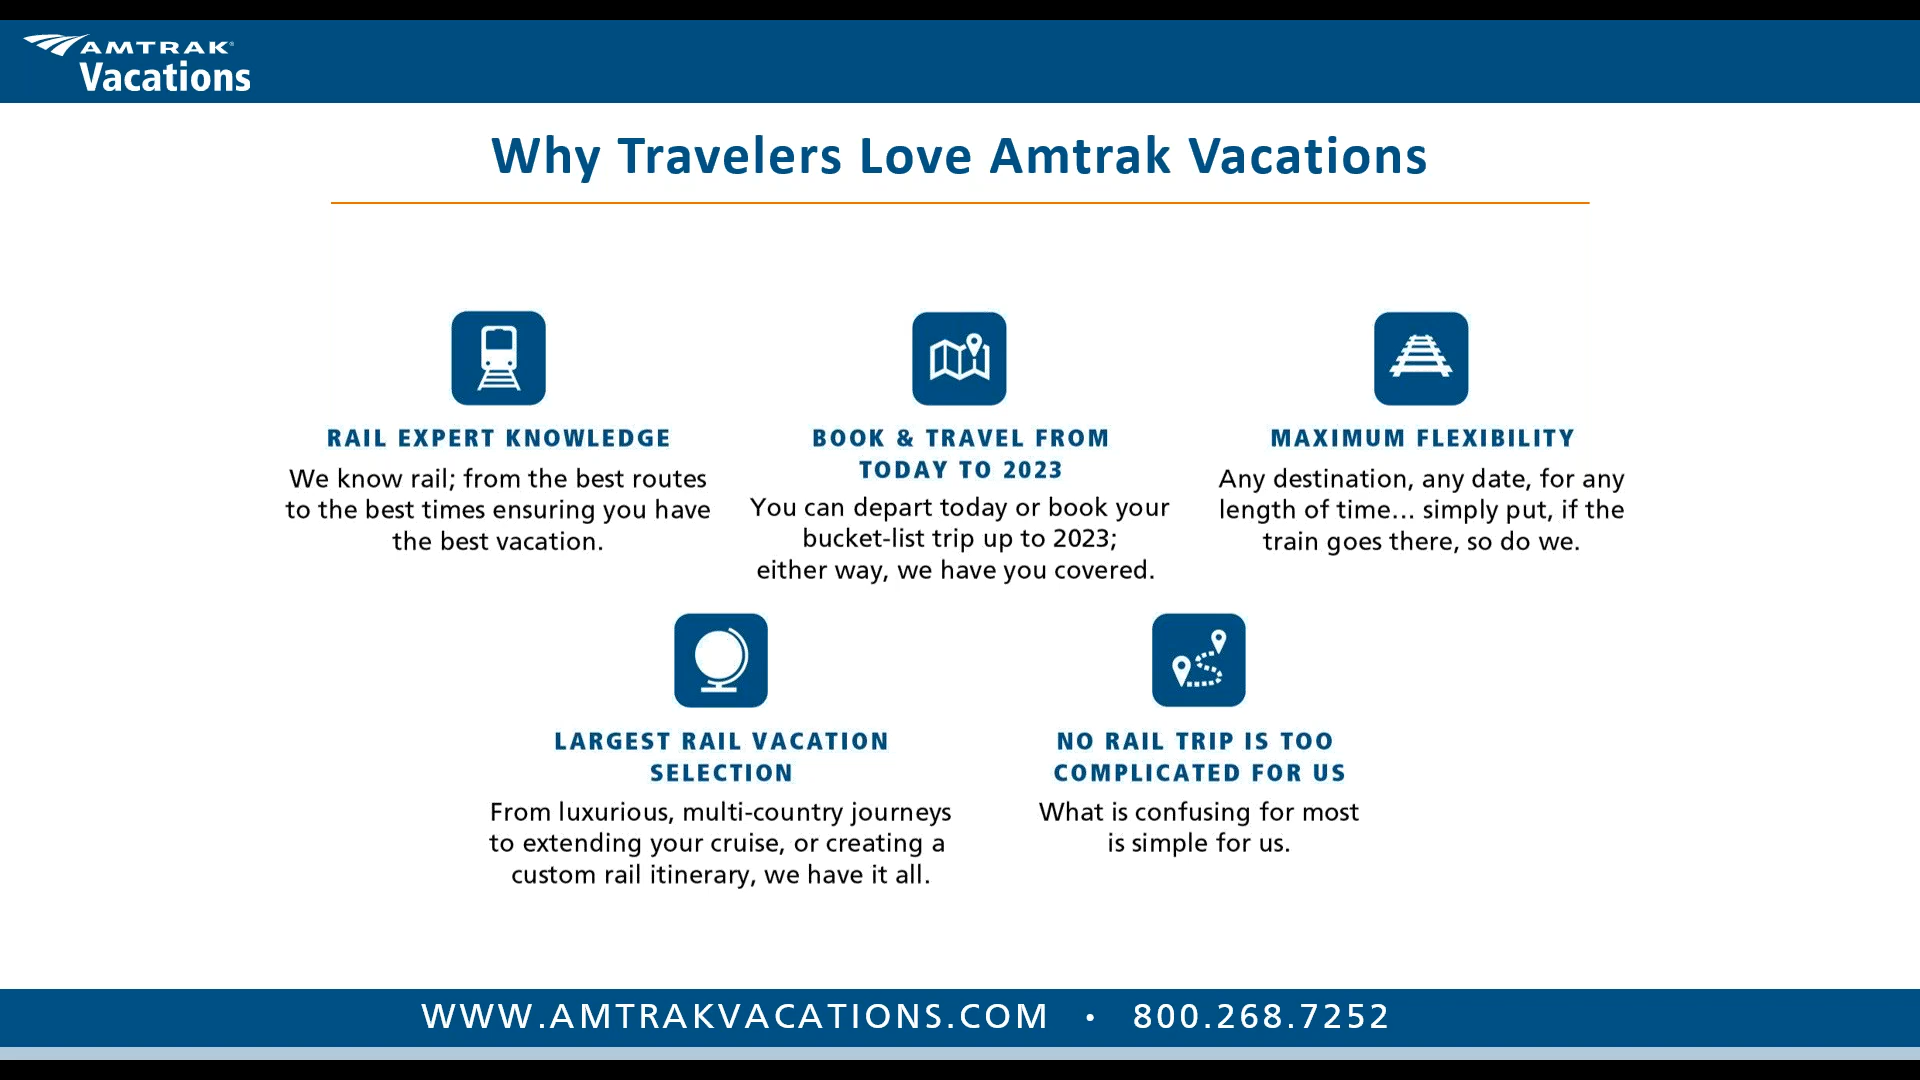 AMTRAK®
Vacations
Why Travelers Love Amtrak Vacations
RAIL EXPERT KNOWLEDGE
We know rail; from the best routes
to the best times ensuring you have
the best vacation.
BOOK & TRAVEL FROM
TODAY TO 2023
You can depart today or book your
bucket-list trip up to 2023;
either way, we have you covered.
MAXIMUM FLEXIBILITY
Any destination, any date, for any
length of time... simply put, if the
train goes there, so do we.
LARGEST RAIL VACATION
SELECTION
From luxurious, multi-country journeys
to extending your cruise, or creating a
custom rail itinerary, we have it all.
NO RAIL TRIP IS TOO
COMPLICATED FOR US
What is confusing for most
is simple for us.
WWW.AMTRAKVACATIONS.COM • 800.268.7252